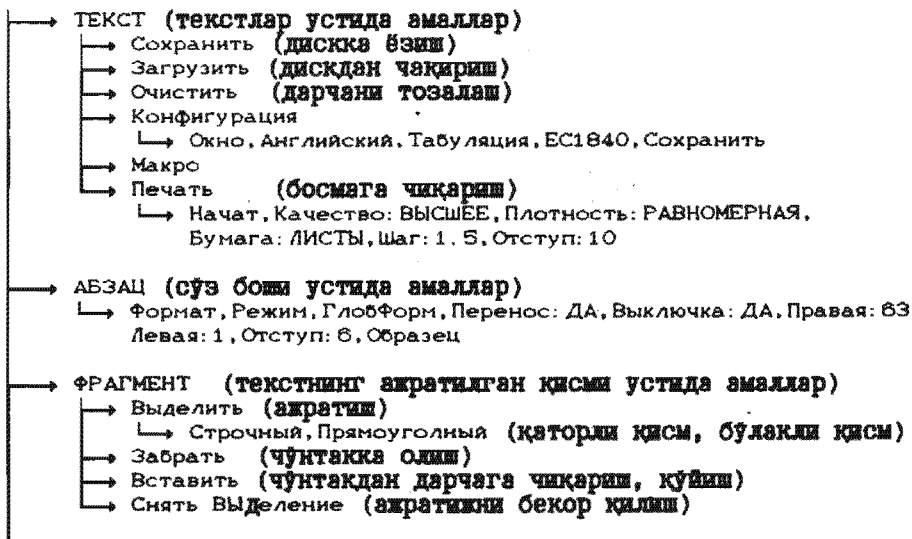 ТЕКСТ (текстлар устида амаллар)
Сохранить (дискка ёзиш)
Загрузить (дискдан чақириш)
Очистить (дарчани тозалаш)
Конфигурация
Окно, Английский, Табуляция, ЕС1840, Сохранить
Макро
Печать (босмага чиқариш)
Начат, Качество: ВЫСШЕЕ, Плотность: РАВНОМЕРНАЯ,
Бумага: ЛИСТЫ, Шаг: 1.5, Отступ: 10
АБЗАЦ (сўз боши устида амаллар)
Формат, Режим, ГлобФорм, Перенос: ДА, Выключка: ДА, Правая: 63
Левая: 1, Отступ: 6, Образец
ФРАГМЕНТ (текстнинг ажратилган қисми устида амаллар)
Выделить (ажратиш)
Строчный, Прямоуголный (қаторли қисм, бўлакли қисм)
Забрать (чўнтакка олиш)
Вставить (чўнтакдан дарчага чиқариш, қўйиш)
Снять ВЫделение (ажратижни бекор қилиш)